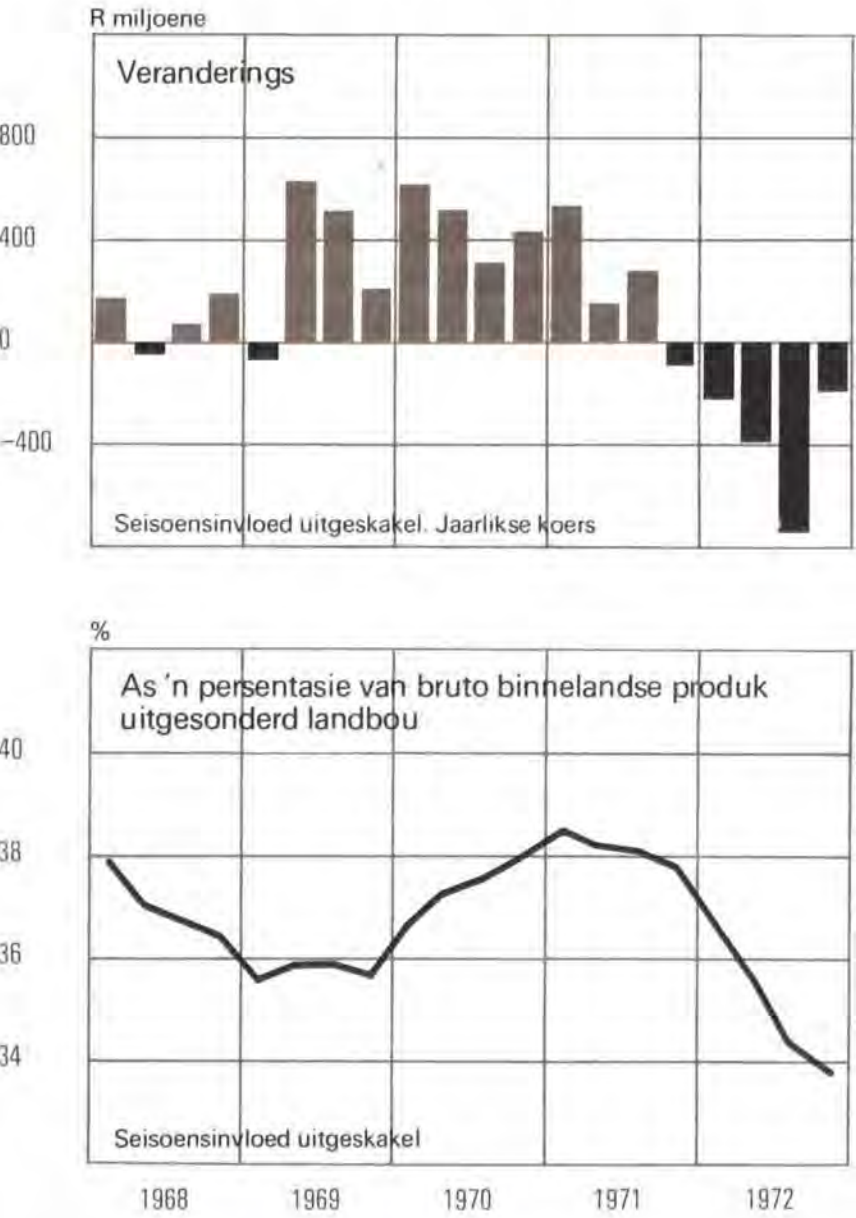 R miljoene
Veranderings
800
400
0
-400
Seisoensinvloed uitgeskakel. Jaarlikse koers
%
As 'n persentasie van bruto binnelandse produk
uitgesonderd landbou
40
38
36
34
Seisoensinvloed uitgeskakel
1968 1969 1970 1971 1972